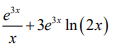 e^{3x}/x + 3e^{3x} ln(2x)